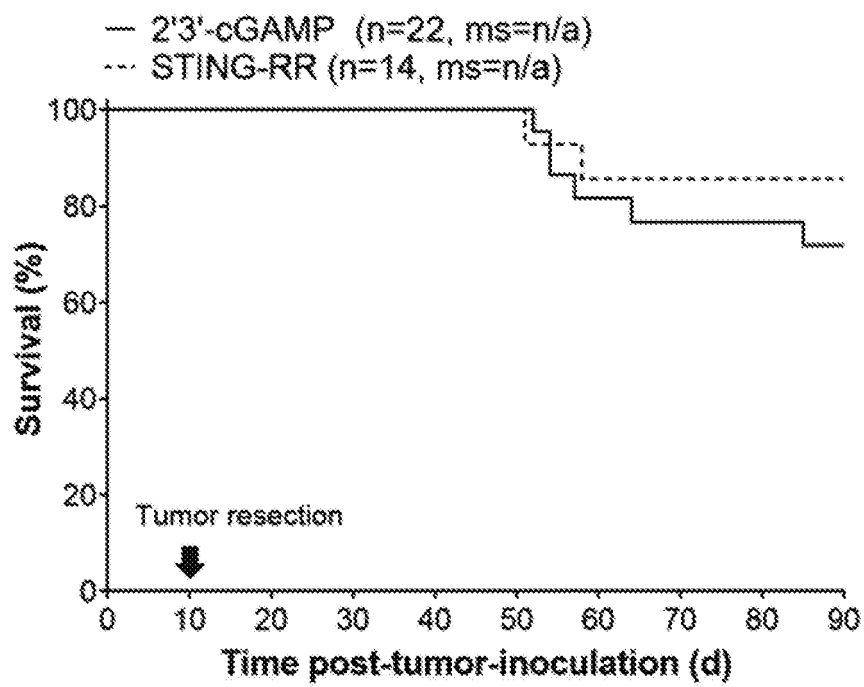 2'3'-cGAMP (n=22, ms=n/a)
STING-RR (n=14, ms=n/a)
Survival (%)
100
80
60
40
20
0
Tumor resection
0 10 20 30 40 50 60 70 80 90
Time post-tumor-inoculation (d)